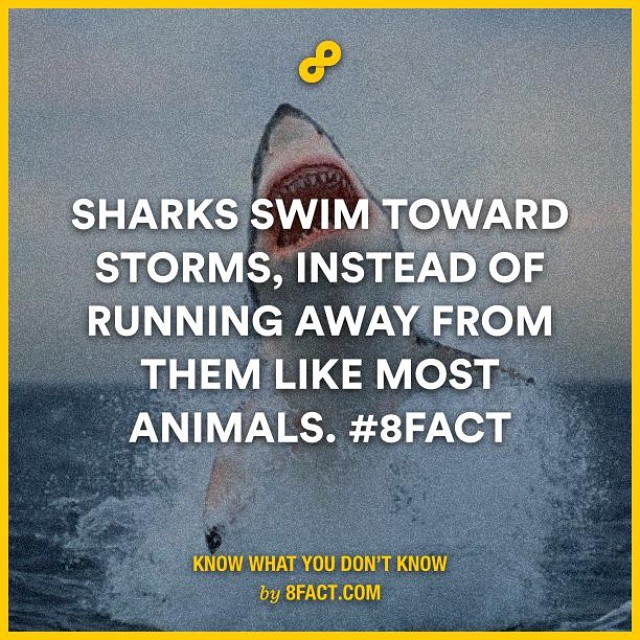 SHARKS SWIM TOWARD
STORMS, INSTEAD OF
RUNNING AWAY FROM
THEM LIKE MOST
ANIMALS. #8FACT
KNOW WHAT YOU DON'T KNOW
by 8FACT.COM